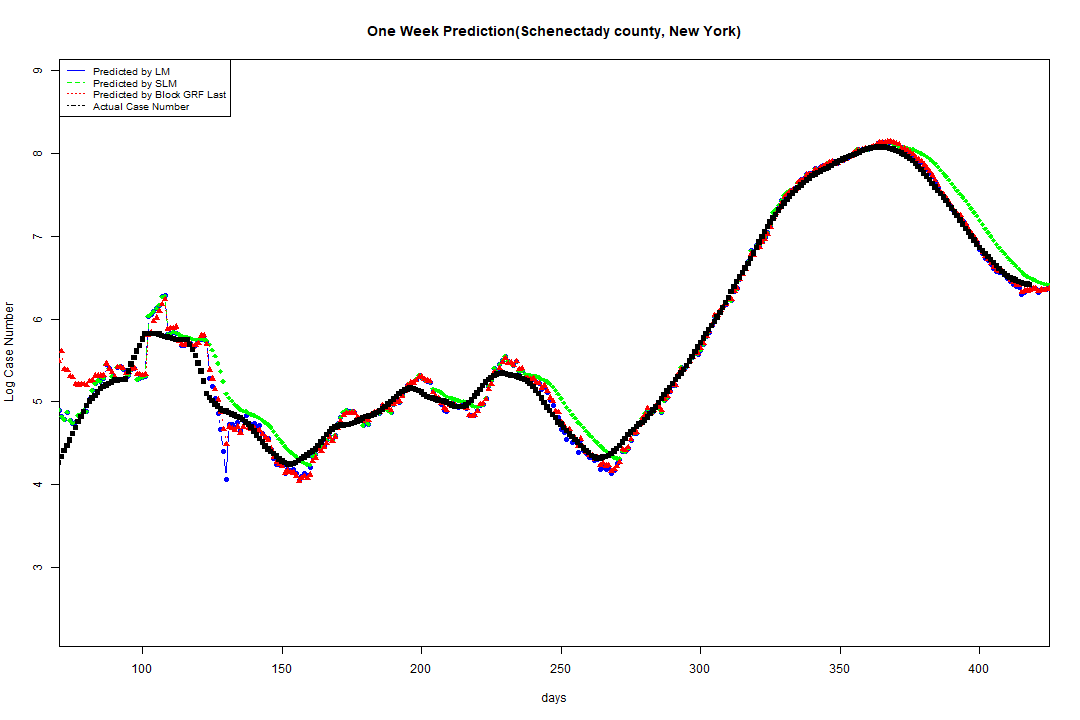 One Week Prediction(Schenectady county, New York)
Predicted by LM
Predicted by SLM
Predicted by Block GRF Last
Actual Case Number
Log Case Number
9
8
7
6
5
4
3
100 150 200 250 300 350 400
days